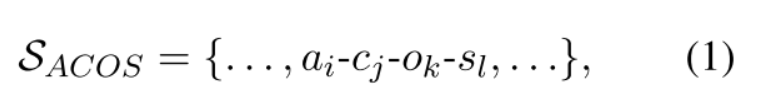 𝒮_{ACOS} = {..., a_i-c_j-o_k-s_l, ...}, (1)